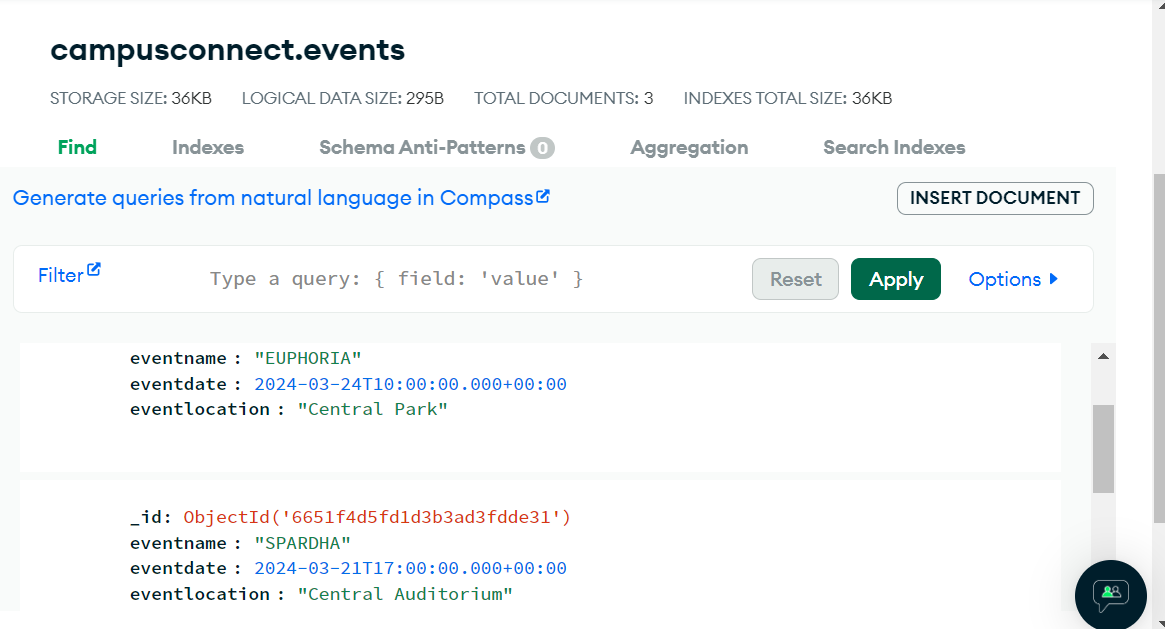 campusconnect.events
STORAGE SIZE: 36KB LOGICAL DATA SIZE: 295B TOTAL DOCUMENTS: 3 INDEXES TOTAL SIZE: 36KB
Find Indexes Schema Anti-Patterns 0 Aggregation Search Indexes
Generate queries from natural language in Compass INSERT DOCUMENT
Filter Type a query: { field: 'value' } Reset Apply Options
eventname : "EUPHORIA"
eventdate : 2024-03-24T10:00:00.000+00:00
eventlocation : "Central Park"
_id: ObjectId('6651f4d5fd1d3b3ad3fdde31')
eventname : "SPARDHA"
eventdate : 2024-03-21T17:00:00.000+00:00
eventlocation : "Central Auditorium"